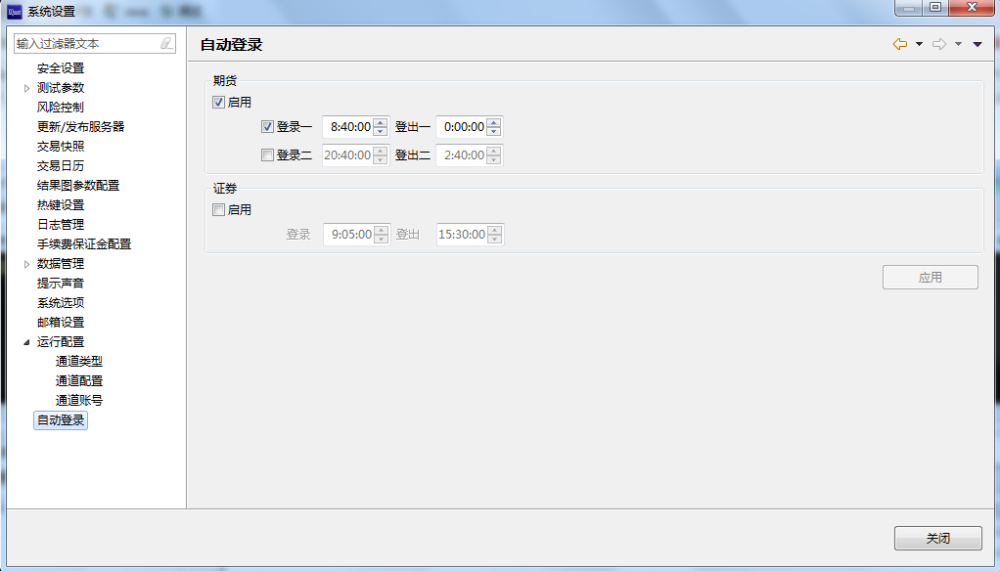 系统设置
输入过滤器文本
安全设置
测试参数
风险控制
更新/发布服务器
交易快照
交易日历
结果图参数配置
热键设置
日志管理
手续费保证金配置
数据管理
提示声音
系统选项
邮箱设置
运行配置
通道类型
通道配置
通道账号
自动登录
自动登录
期货
启用
登录一 8:40:00 登出一 0:00:00
登录二 20:40:00 登出二 2:40:00
证券
启用
登录 9:05:00 登出 15:30:00
应用
关闭